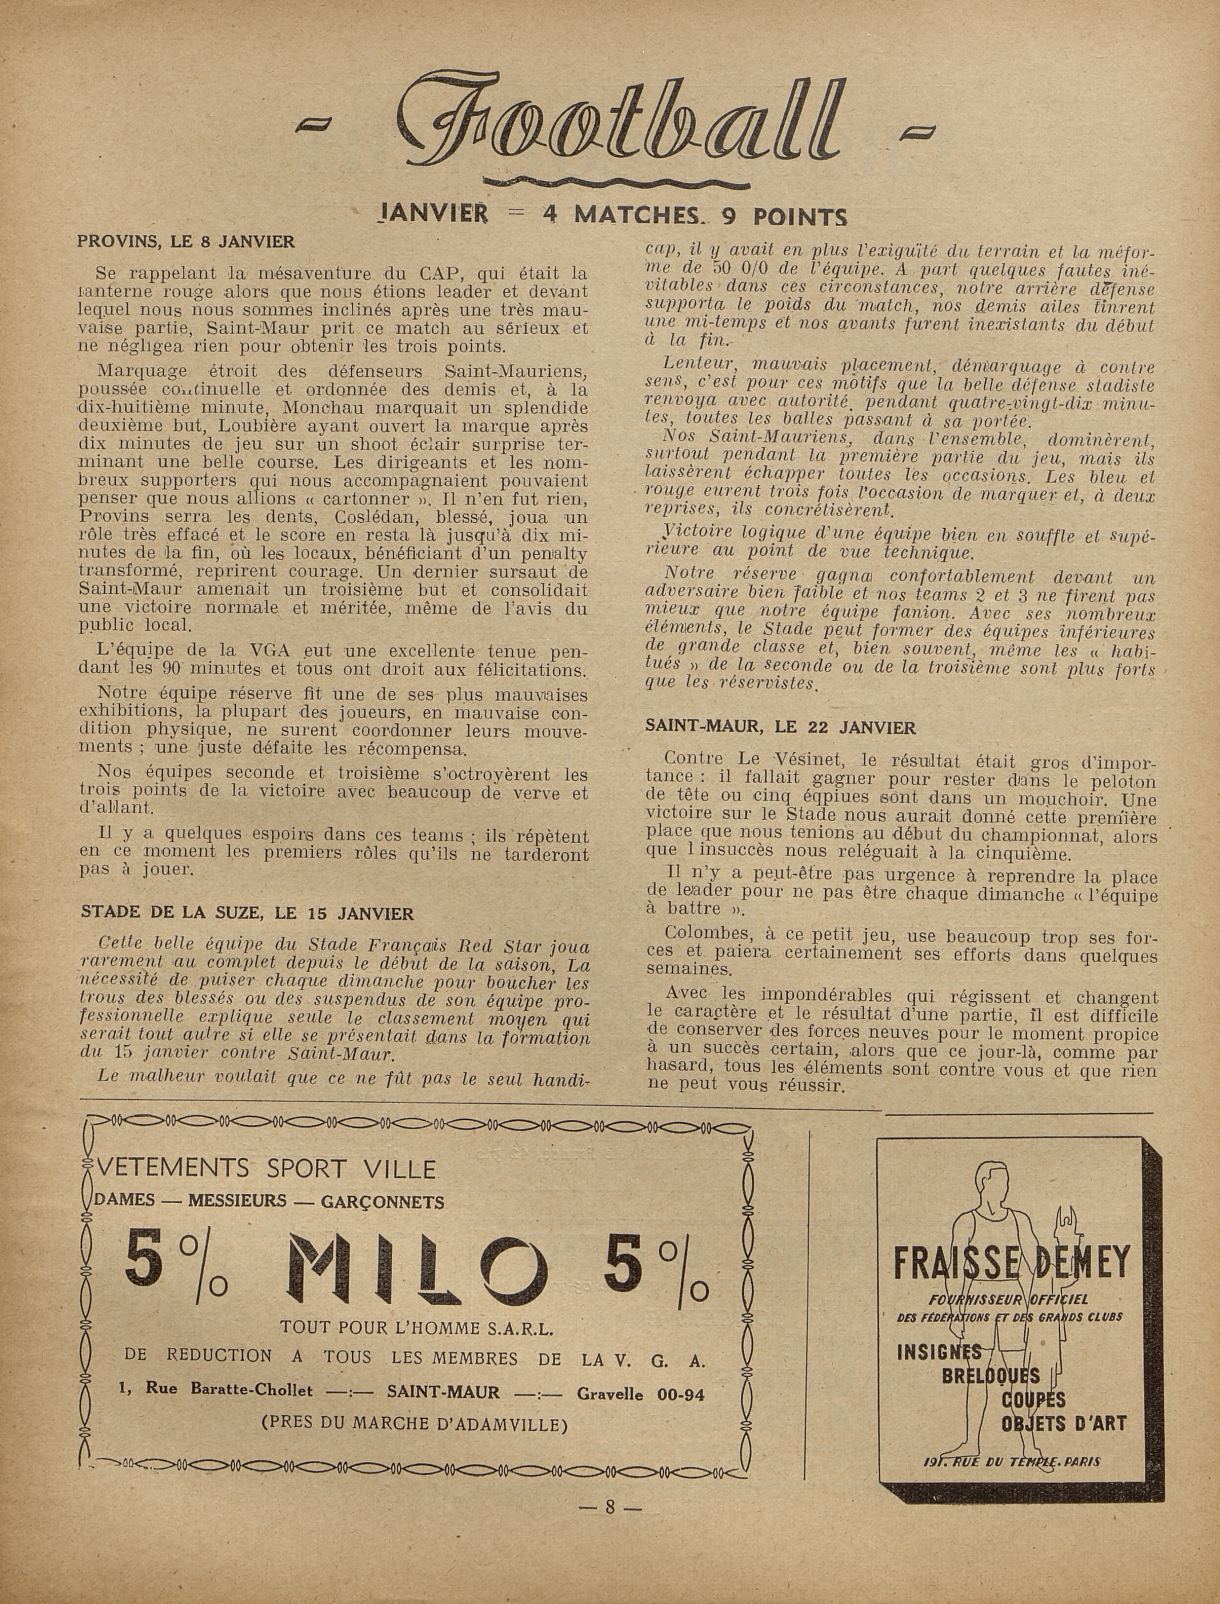 - Football -
JANVIER = 4 MATCHES. 9 POINTS
PROVINS, LE 8 JANVIER
Se rappelant la mésaventure du CAP, qui était la
lanterne rouge alors que nous étions leader et devant
lequel nous nous sommes inclinés après une très mau-
vaise partie, Saint-Maur prit ce match au sérieux et
ne négligea rien pour obtenir les trois points.
Marquage étroit des défenseurs Saint-Mauriens,
poussée continuelle et ordonnée des demis et, à la
dix-huitième minute, Monchau marquait un splendide
deuxième but, Loubière ayant ouvert la marque après
dix minutes de jeu sur un shoot éclair surprise ter-
minant une belle course. Les dirigeants et les nom-
breux supporters qui nous accompagnaient pouvaient
penser que nous allions « cartonner ». Il n'en fut rien,
Provins serra les dents, Coslédan, blessé, joua un
rôle très effacé et le score en resta là jusqu'à dix mi-
nutes de la fin, où les locaux, bénéficiant d'un penalty
transformé, reprirent courage. Un dernier sursaut de
Saint-Maur amenait un troisième but et consolidait
une victoire normale et méritée, même de l'avis du
public local.
L'équipe de la VGA eut une excellente tenue pen-
dant les 90 minutes et tous ont droit aux félicitations.
Notre équipe réserve fit une de ses plus mauvaises
exhibitions, la plupart des joueurs, en mauvaise con-
dition physique, ne surent coordonner leurs mouve-
ments ; une juste défaite les récompensa.
Nos équipes seconde et troisième s'octroyèrent les
trois points de la victoire avec beaucoup de verve et
d'allant.
Il y a quelques espoirs dans ces teams ; ils répètent
en ce moment les premiers rôles qu'ils ne tarderont
pas à jouer.
STADE DE LA SUZE, LE 15 JANVIER
Cette belle équipe du Stade Français Red Star joua
rarement au complet depuis le début de la saison, La
nécessité de puiser chaque dimanche pour boucher les
trous des blessés ou des suspendus de son équipe pro-
fessionnelle explique seule le classement moyen qui
serait tout autre si elle se présentait dans la formation
du 15 janvier contre Saint-Maur.
Le malheur voulait que ce ne fût pas le seul handi-
cap, il y avait en plus l'exiguïté du terrain et la méfor-
me de 50 0/0 de l'équipe. A part quelques fautes iné-
vitables dans ces circonstances, notre arrière défense
supporta le poids du match, nos demis ailes tinrent
une mi-temps et nos avants furent inexistants du début
à la fin.
Lenteur, mauvais placement, démarquage à contre
sens, c'est pour ces motifs que la belle défense stadiste
renvoya avec autorité, pendant quatre-vingt-dix minu-
tes, toutes les balles passant à sa portée.
Nos Saint-Mauriens, dans l'ensemble, dominèrent,
surtout pendant la première partie du jeu, mais ils
laissèrent échapper toutes les occasions. Les bleu et
rouge eurent trois fois l'occasion de marquer et, à deux
reprises, ils concrétisèrent.
Victoire logique d'une équipe bien en souffle et supé-
rieure au point de vue technique.
Notre réserve gagna confortablement devant un
adversaire bien faible et nos teams 2 et 3 ne firent pas
mieux que notre équipe fanion. Avec ses nombreux
éléments, le Stade peut former des équipes inférieures
de grande classe et, bien souvent, même les « habi-
tués » de la seconde ou de la troisième sont plus forts
que les réservistes.
SAINT-MAUR, LE 22 JANVIER
Contre Le Vésinet, le résultat était gros d'impor-
tance : il fallait gagner pour rester dans le peloton
de tête ou cinq éqpiues sont dans un mouchoir. Une
victoire sur le Stade nous aurait donné cette première
place que nous tenions au début du championnat, alors
que l insuccès nous reléguait à la cinquième.
Il n'y a peut-être pas urgence à reprendre la place
de leader pour ne pas être chaque dimanche « l'équipe
à battre ».
Colombes, à ce petit jeu, use beaucoup trop ses for-
ces et paiera certainement ses efforts dans quelques
semaines.
Avec les impondérables qui régissent et changent
le caractère et le résultat d'une partie, il est difficile
de conserver des forces neuves pour le moment propice
à un succès certain, alors que ce jour-là, comme par
hasard, tous les éléments sont contre vous et que rien
ne peut vous réussir.
VETEMENTS SPORT VILLE
DAMES — MESSIEURS — GARÇONNETS
5 % MILO 5 %
TOUT POUR L'HOMME S.A.R.L.
DE REDUCTION A TOUS LES MEMBRES DE LA V. G. A.
1, Rue Baratte-Chollet —:— SAINT-MAUR —:— Gravelle 00-94
(PRES DU MARCHE D'ADAMVILLE)
FRAISSE DEMEY
FOURNISSEUR OFFICIEL
DES FÉDÉRATIONS ET DES GRANDS CLUBS
INSIGNES
BRELOQUES
COUPES
OBJETS D'ART
191. RUE DU TEMPLE. PARIS
— 8 —